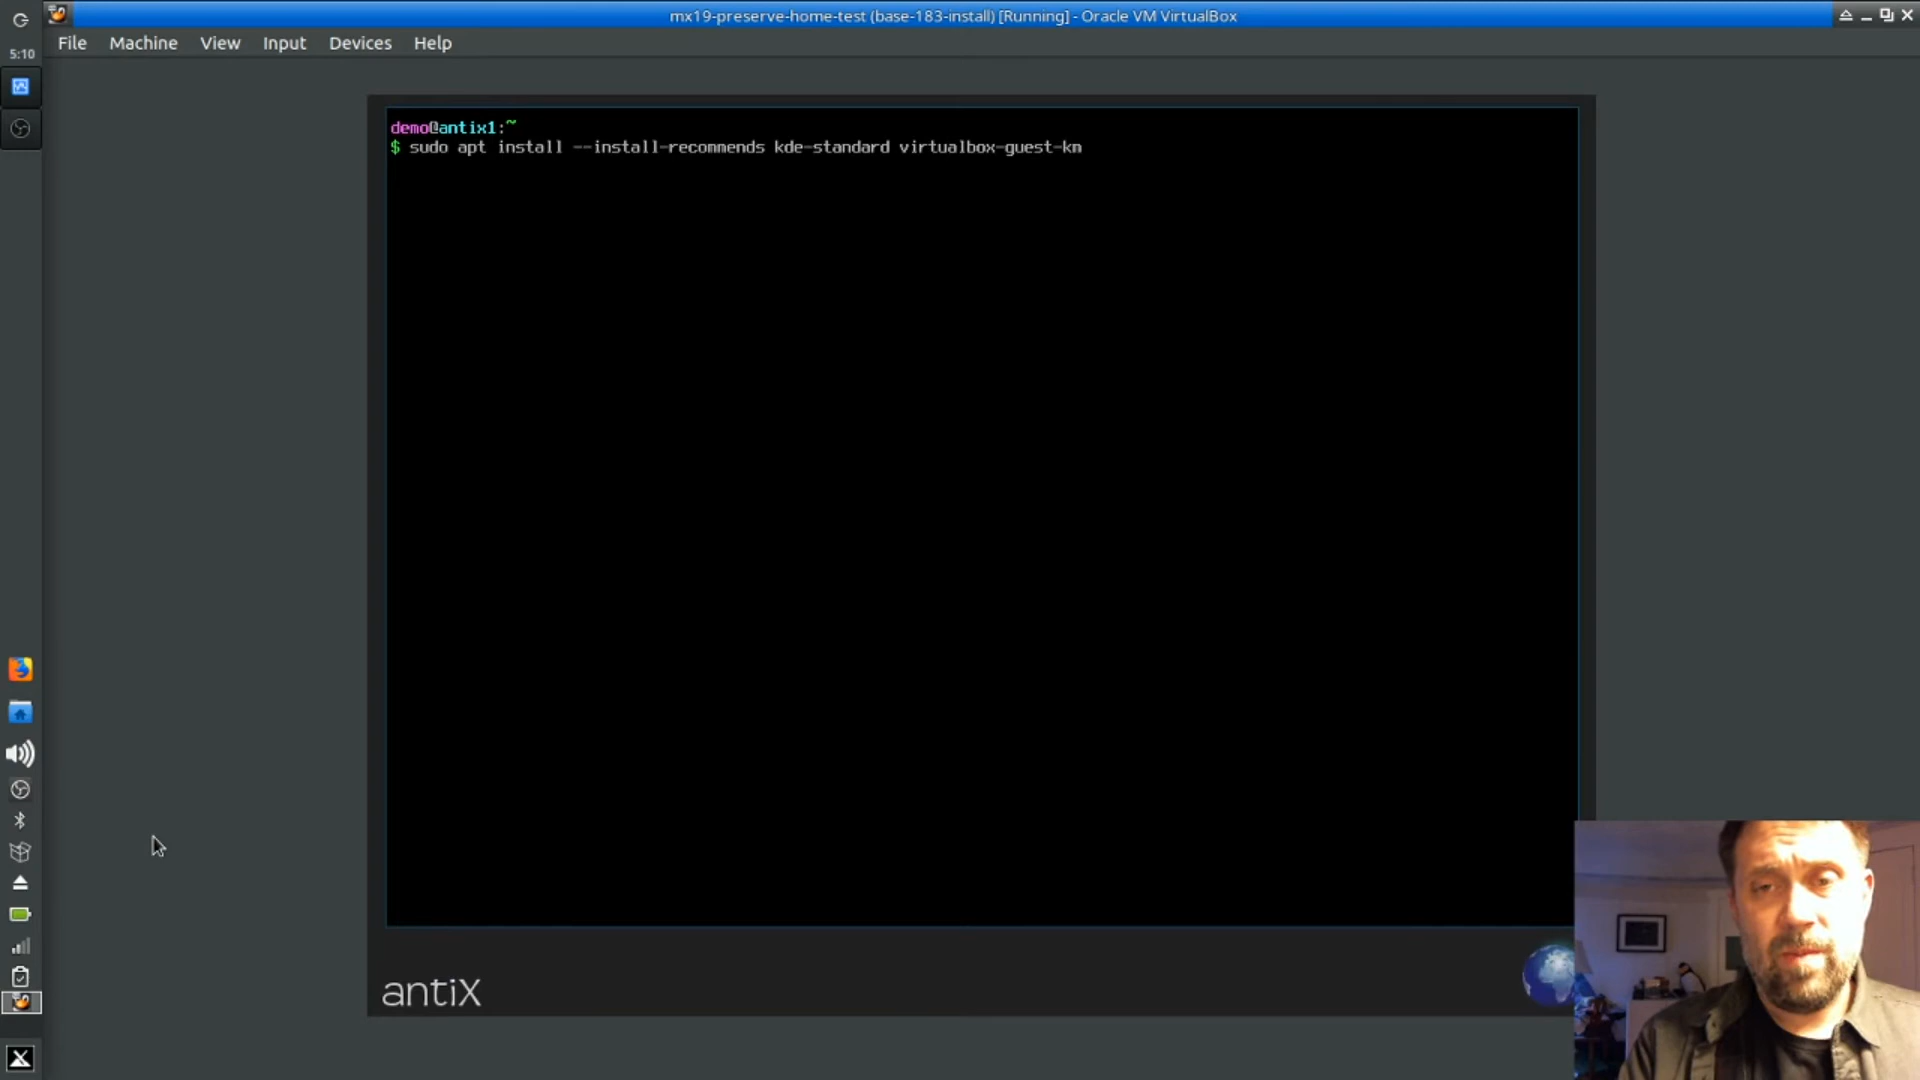 mx19-preserve-home-test (base-183-install) [Running] - Oracle VM VirtualBox
5:10
File Machine View Input Devices Help
demo@antix1:~
$ sudo apt install --install-recommends kde-standard virtualbox-guest-km
antiX